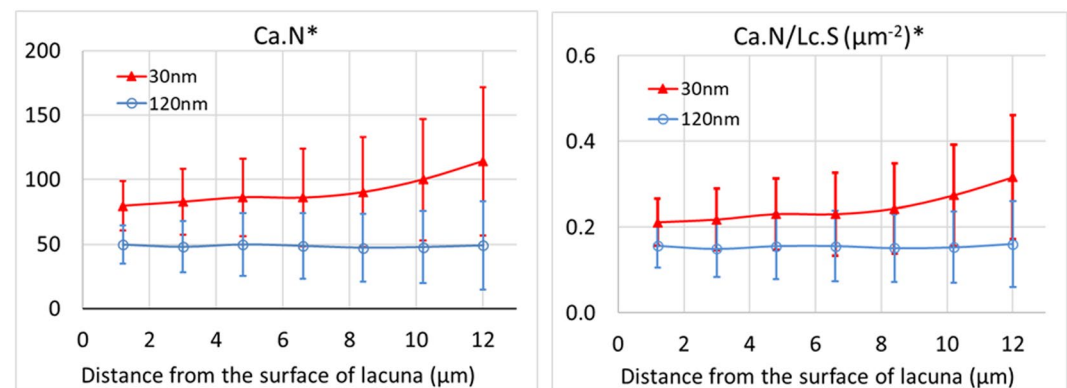 Ca.N*
200
150
100
50
0
30nm
120nm
0 2 4 6 8 10 12
Distance from the surface of lacuna (µm)
Ca.N/Lc.S (µm⁻²)*
0.6
0.4
0.2
0.0
30nm
120nm
0 2 4 6 8 10 12
Distance from the surface of lacuna (µm)